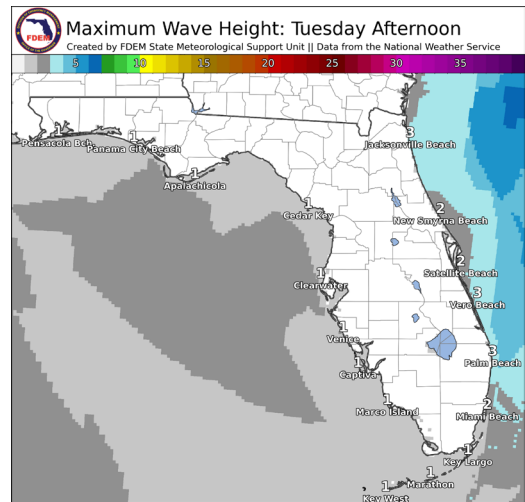 FDEM
Maximum Wave Height: Tuesday Afternoon
Created by FDEM State Meteorological Support Unit || Data from the National Weather Service
5 10 15 20 25 30 35
3
Jacksonville Beach
1
Pensacola Bch.
1
Panama City Beach
1
Apalachicola
1
Cedar Key
2
New Smyrna Beach
2
Satellite Beach
1
Clearwater
3
Vero Beach
1
Venice
3
Palm Beach
1
Captiva
1
Marco Island
2
Miami Beach
1
Key Largo
1
Marathon
1
Key West